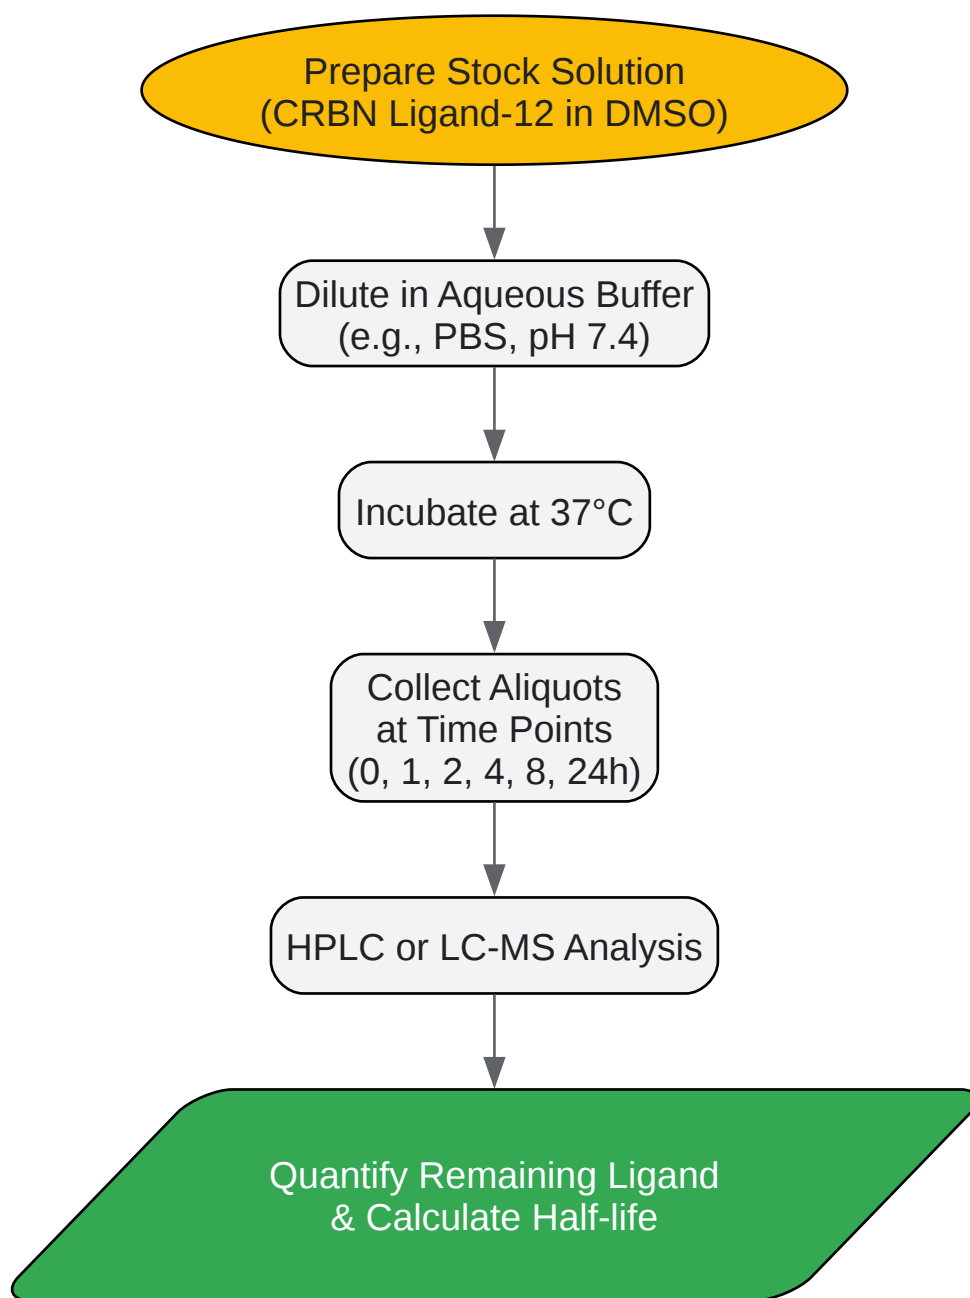 Prepare Stock Solution
(CRBN Ligand-12 in DMSO)
Dilute in Aqueous Buffer
(e.g., PBS, pH 7.4)
Incubate at 37°C
Collect Aliquots
at Time Points
(0, 1, 2, 4, 8, 24h)
HPLC or LC-MS Analysis
Quantify Remaining Ligand
& Calculate Half-life